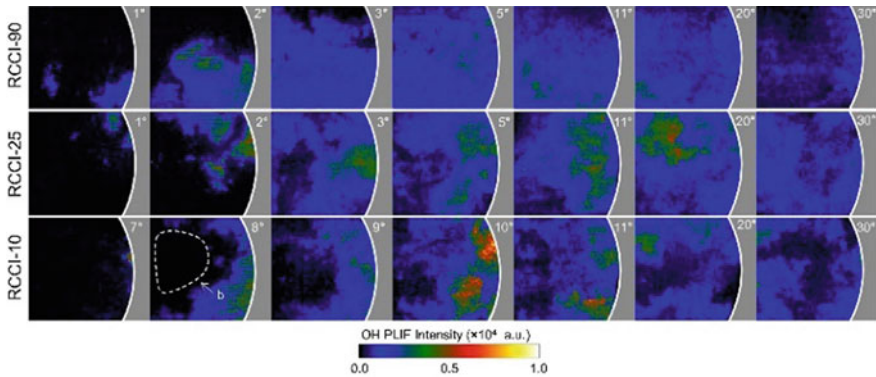 RCCI-90 1° 2° 3° 5° 11° 20° 30°
RCCI-25 1° 2° 3° 5° 11° 20° 30°
RCCI-10 7° 8° 9° 10° 11° 20° 30°
b
OH PLIF Intensity (×10⁴ a.u.)
0.0 0.5 1.0